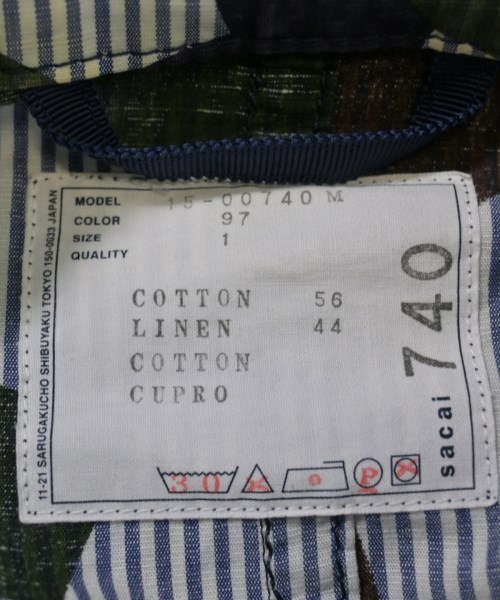 MODEL 15-00740 M
COLOR 97
SIZE 1
QUALITY
COTTON 56
LINEN 44
COTTON
CUPRO
30
P
sacai 740
11-21 SARUGAKUCHO SHIBUYAKU TOKYO 150-0033 JAPAN